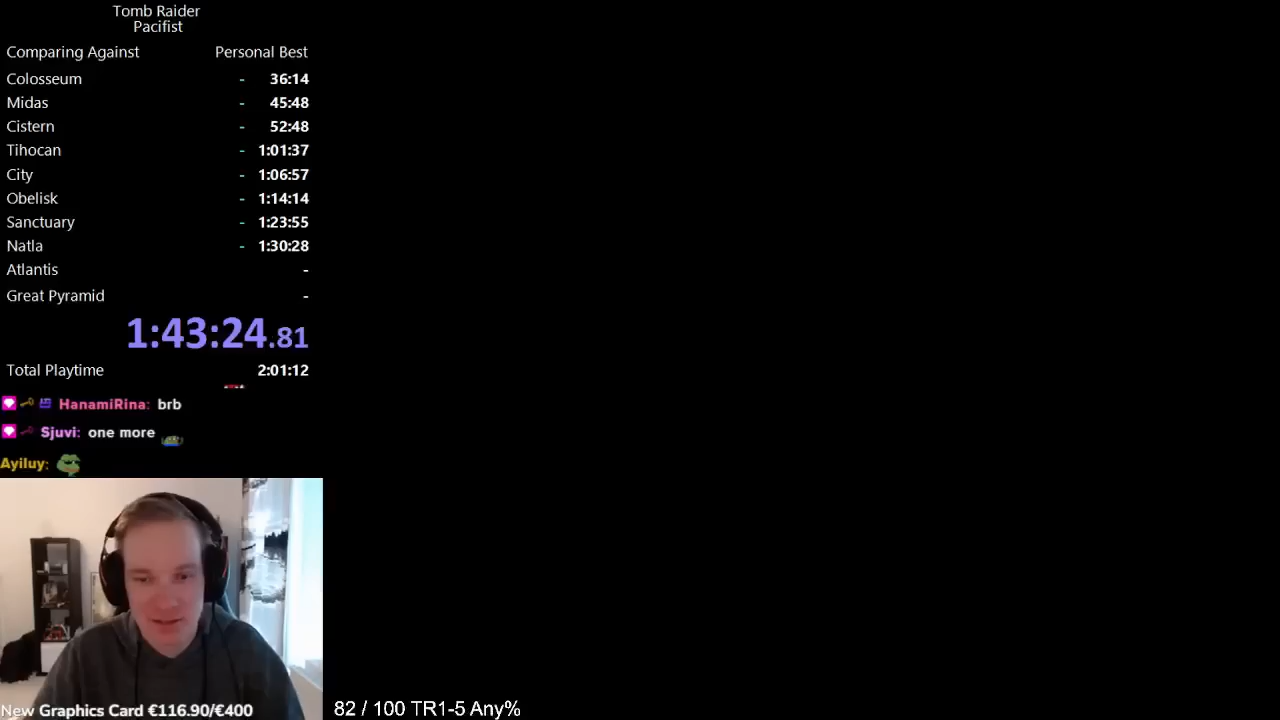 Tomb Raider
Pacifist
Comparing Against Personal Best
Colosseum - 36:14
Midas - 45:48
Cistern - 52:48
Tihocan - 1:01:37
City - 1:06:57
Obelisk - 1:14:14
Sanctuary - 1:23:55
Natla - 1:30:28
Atlantis -
Great Pyramid -
1:43:24.81
Total Playtime 2:01:12
HanamiRina: brb
Sjuvi: one more
Ayiluy:
New Graphics Card €116.90/€400
82 / 100 TR1-5 Any%